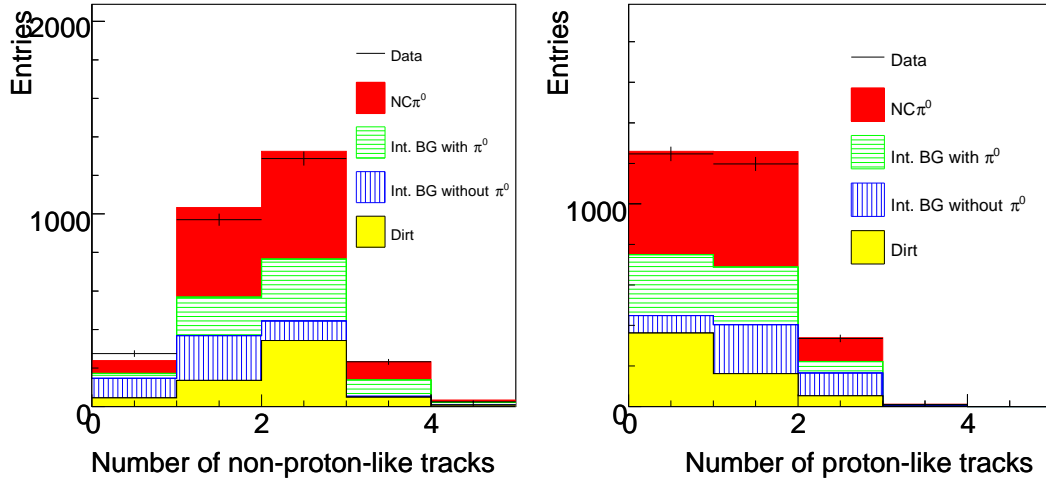 Entries
2000
1000
0
Data
NCπ⁰
Int. BG with π⁰
Int. BG without π⁰
Dirt
0 2 4
Number of non-proton-like tracks
Entries
1000
0
Data
NCπ⁰
Int. BG with π⁰
Int. BG without π⁰
Dirt
0 2 4
Number of proton-like tracks